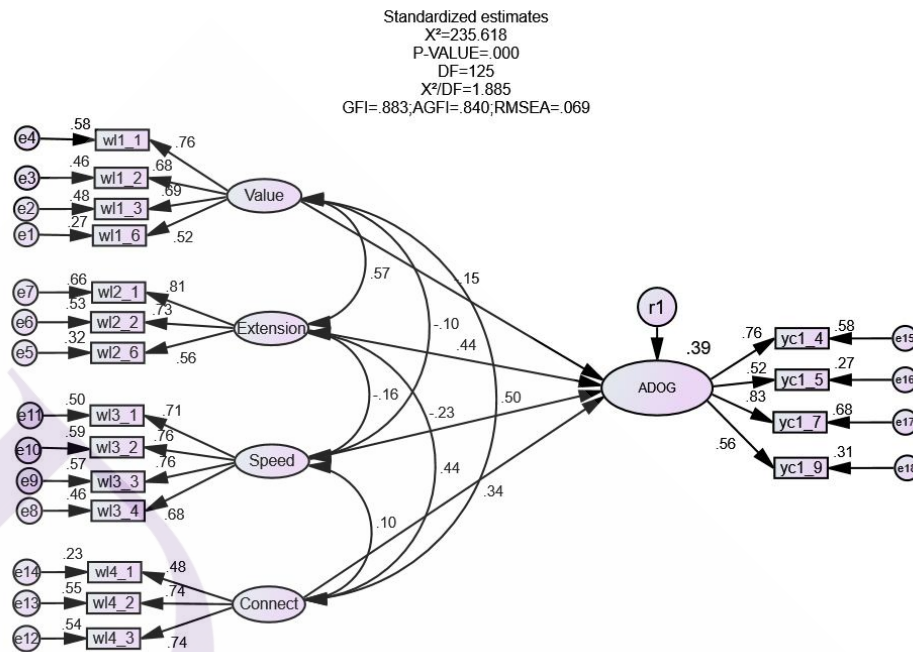 Standardized estimates
X²=235.618
P-VALUE=.000
DF=125
X²/DF=1.885
GFI=.883;AGFI=.840;RMSEA=.069
e4
.58
wl1_1
.76
e3
.46
wl1_2
.68
e2
.48
wl1_3
.69
e1
.27
wl1_6
.52
Value
e7
.66
wl2_1
.81
e6
.53
wl2_2
.73
e5
.32
wl2_6
.56
Extension
e11
.50
wl3_1
.71
e10
.59
wl3_2
.76
e9
.57
wl3_3
.76
e8
.46
wl3_4
.68
Speed
e14
.23
wl4_1
.48
e13
.55
wl4_2
.74
e12
.54
wl4_3
.74
Connect
.57
-.16
.10
-.10
.44
.50
.15
.44
-.23
.34
r1
.39
ADOG
.76
yc1_4
.58
e15
.52
yc1_5
.27
e16
.83
yc1_7
.68
e17
.56
yc1_9
.31
e18